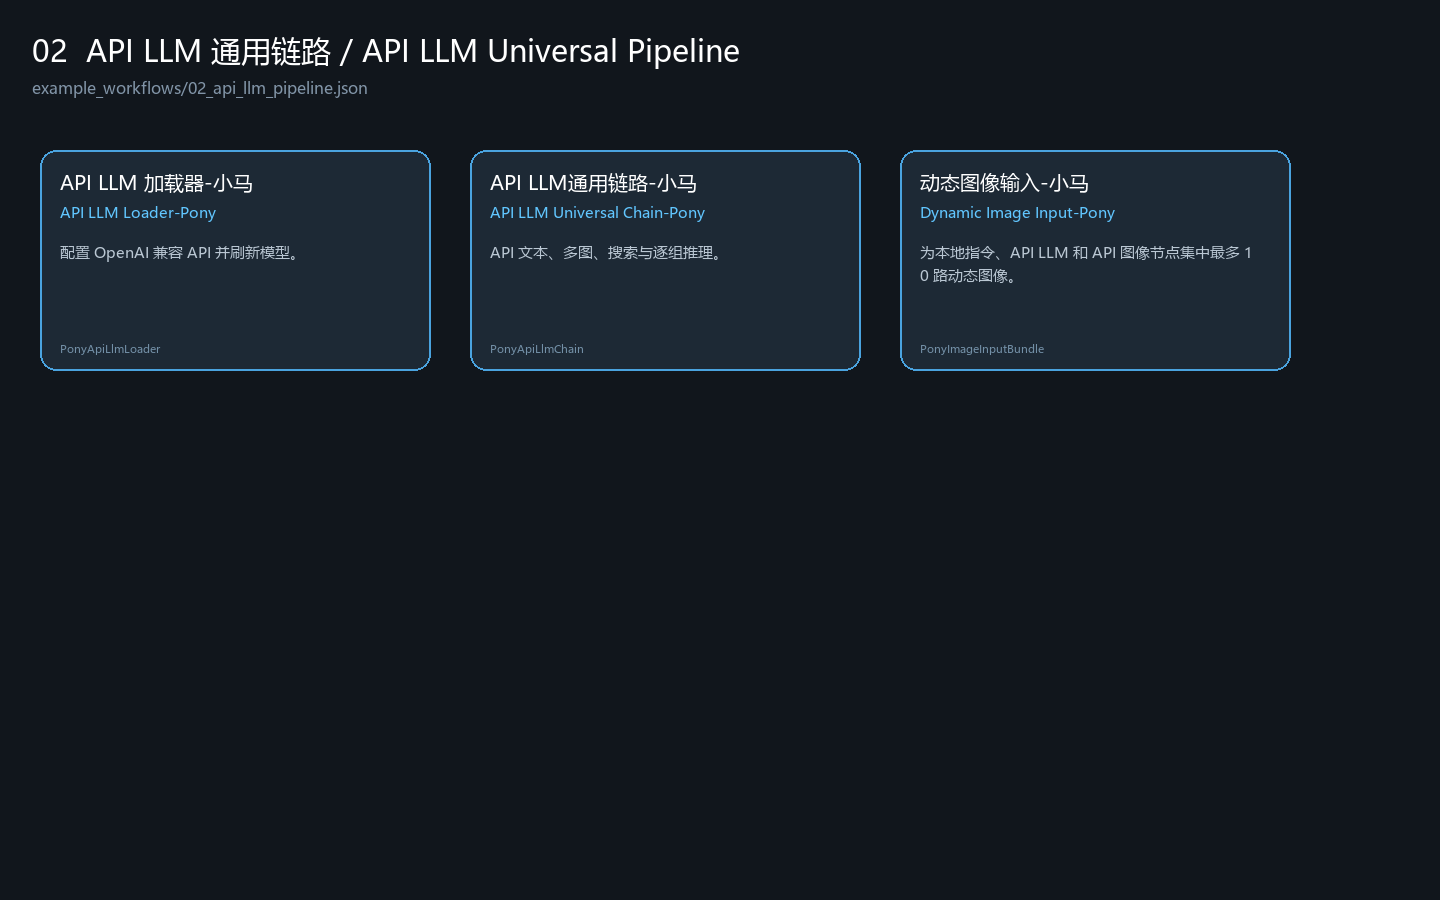 02 API LLM 通用链路 / API LLM Universal Pipeline
example_workflows/02_api_llm_pipeline.json
API LLM 加载器-小马
API LLM Loader-Pony
配置 OpenAI 兼容 API 并刷新模型。
PonyApiLlmLoader
API LLM通用链路-小马
API LLM Universal Chain-Pony
API 文本、多图、搜索与逐组推理。
PonyApiLlmChain
动态图像输入-小马
Dynamic Image Input-Pony
为本地指令、API LLM 和 API 图像节点集中最多 1
0 路动态图像。
PonyImageInputBundle